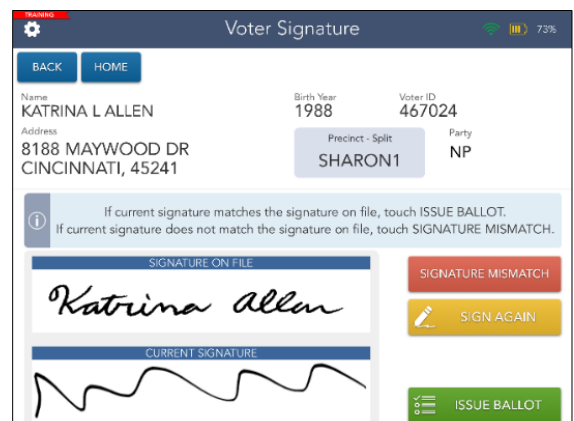 TRAINING
Voter Signature
73%
BACK HOME
Name
KATRINA L ALLEN
Birth Year
1988
Voter ID
467024
Address
8188 MAYWOOD DR
CINCINNATI, 45241
Precinct - Split
SHARON1
Party
NP
If current signature matches the signature on file, touch ISSUE BALLOT.
If current signature does not match the signature on file, touch SIGNATURE MISMATCH.
SIGNATURE ON FILE
Katrina Allen
SIGNATURE MISMATCH
SIGN AGAIN
CURRENT SIGNATURE
ISSUE BALLOT